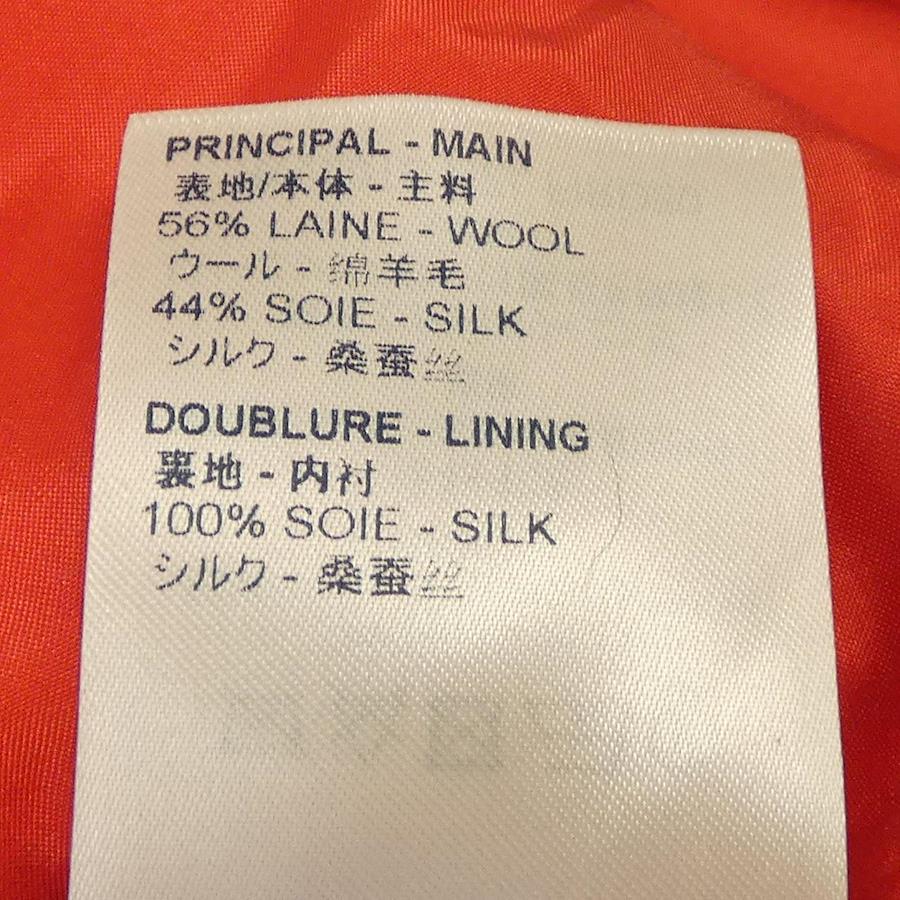 PRINCIPAL - MAIN
表地/本体 - 主料
56% LAINE - WOOL
ウール - 绵羊毛
44% SOIE - SILK
シルク - 桑蚕丝
DOUBLURE - LINING
裏地 - 内衬
100% SOIE - SILK
シルク - 桑蚕丝